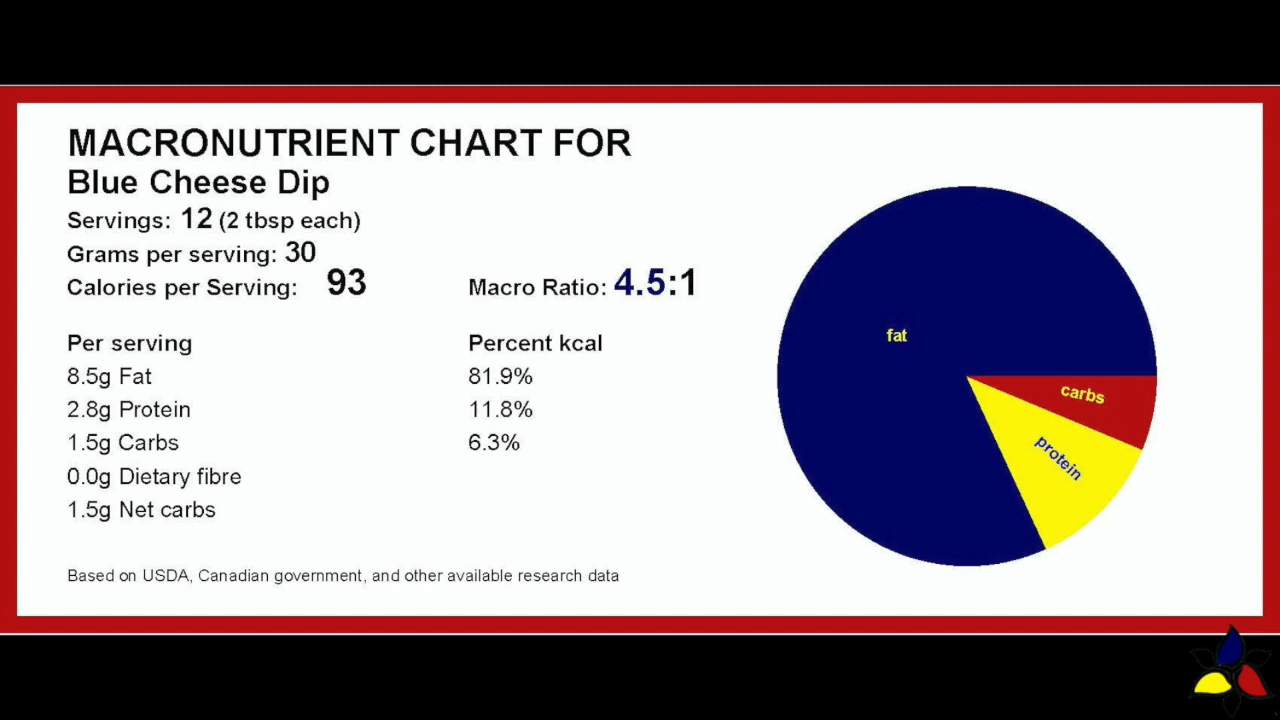 MACRONUTRIENT CHART FOR
Blue Cheese Dip
Servings: 12 (2 tbsp each)
Grams per serving: 30
Calories per Serving: 93
Macro Ratio: 4.5:1
Per serving
Percent kcal
8.5g Fat
81.9%
2.8g Protein
11.8%
1.5g Carbs
6.3%
0.0g Dietary fibre
1.5g Net carbs
Based on USDA, Canadian government, and other available research data
fat
carbs
protein